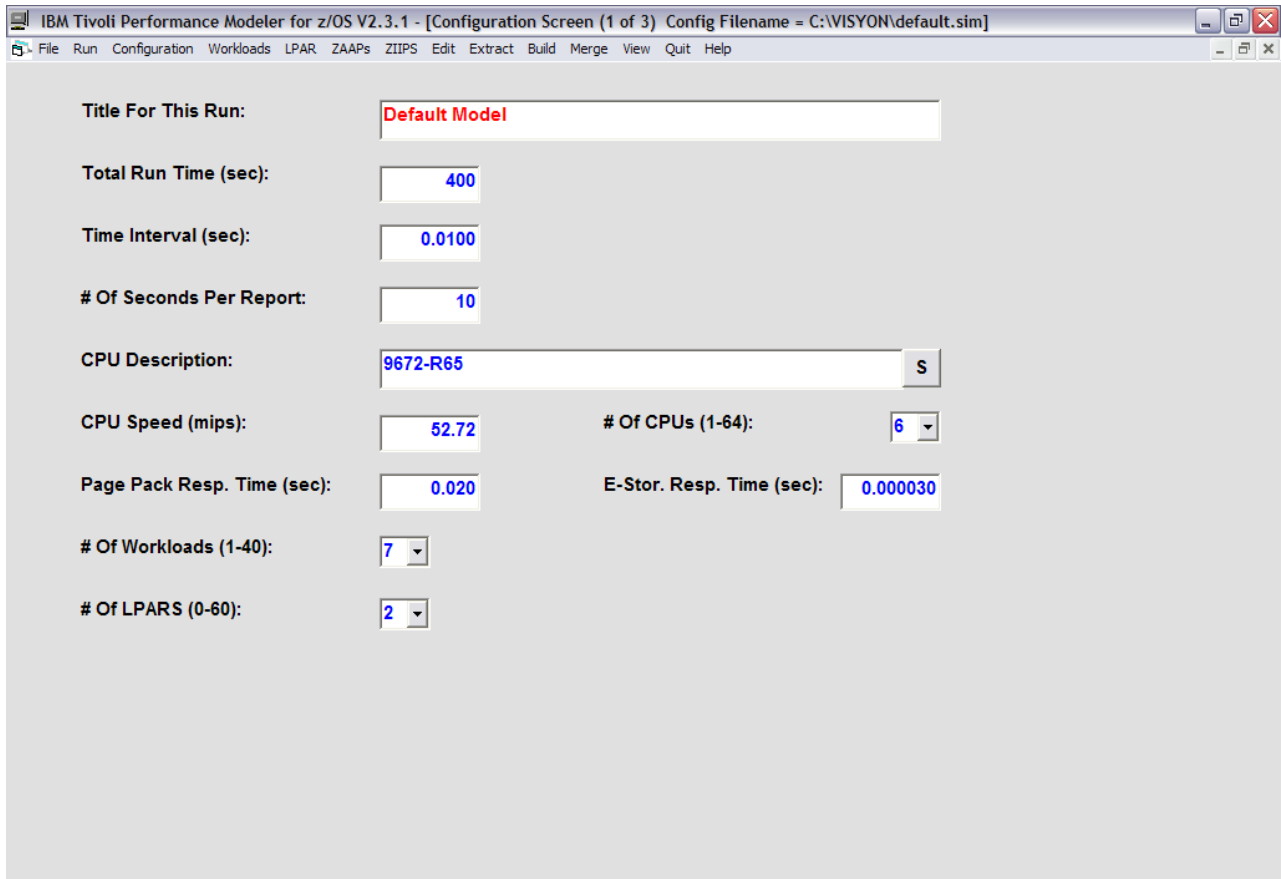 IBM Tivoli Performance Modeler for z/OS V2.3.1 - [Configuration Screen (1 of 3)  Config Filename = C:\VISYON\default.sim]
File Run Configuration Workloads LPAR ZAAPs ZIIPS Edit Extract Build Merge View Quit Help
Title For This Run: Default Model
Total Run Time (sec): 400
Time Interval (sec): 0.0100
# Of Seconds Per Report: 10
CPU Description: 9672-R65 S
CPU Speed (mips): 52.72 # Of CPUs (1-64): 6
Page Pack Resp. Time (sec): 0.020 E-Stor. Resp. Time (sec): 0.000030
# Of Workloads (1-40): 7
# Of LPARS (0-60): 2